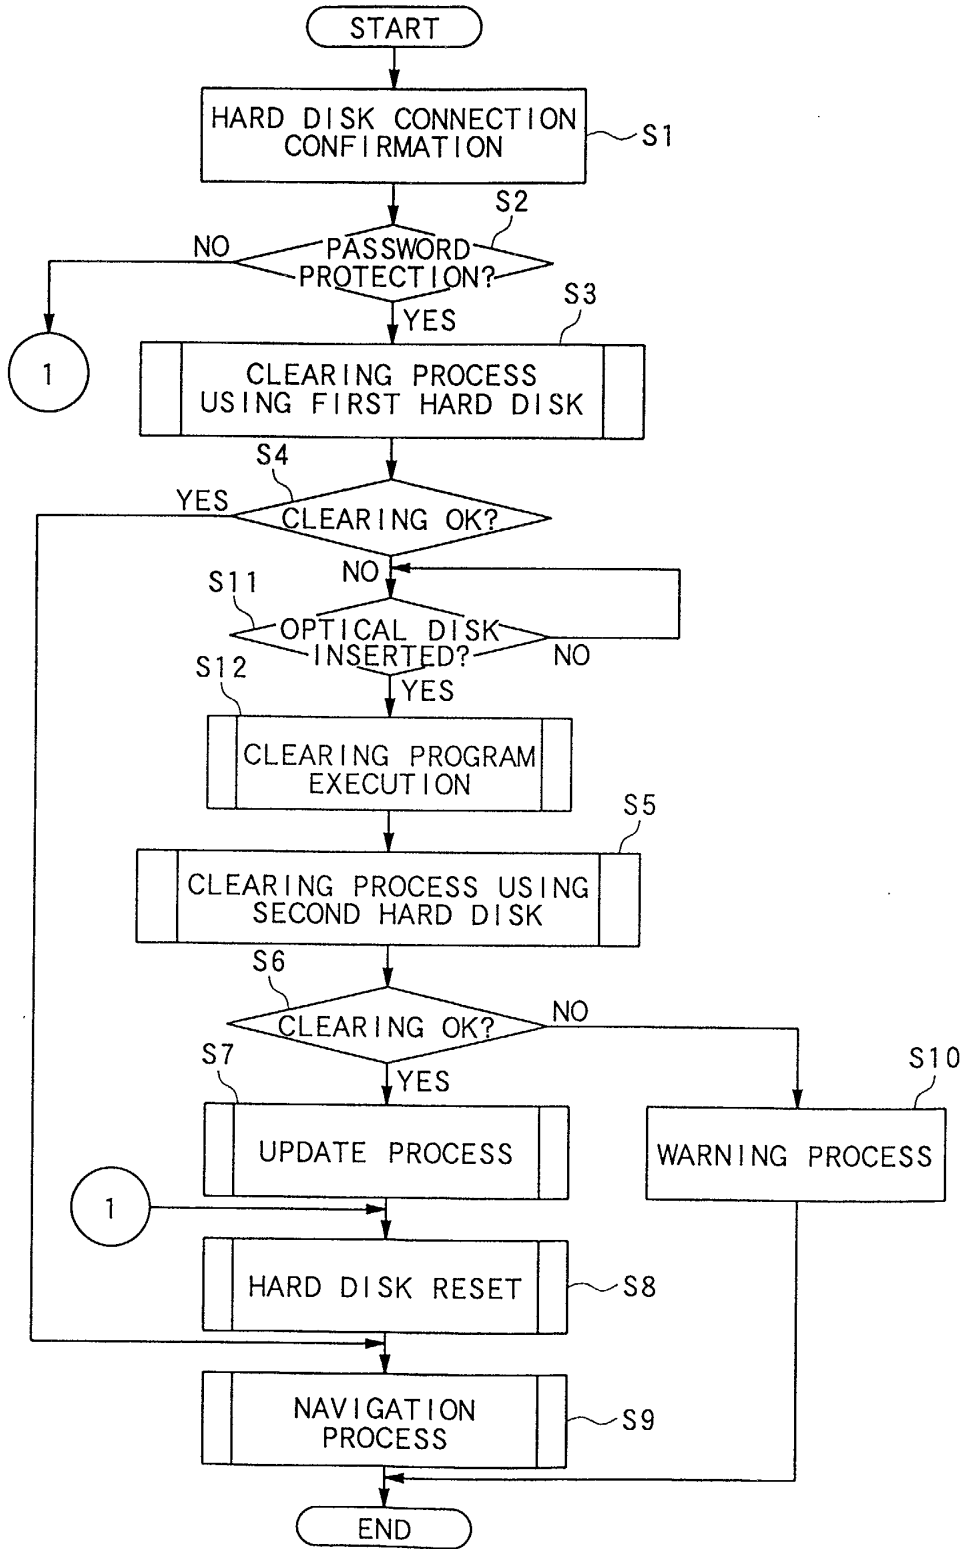 START
HARD DISK CONNECTION
CONFIRMATION
S1
S2
NO
PASSWORD
PROTECTION?
YES
S3
1
CLEARING PROCESS
USING FIRST HARD DISK
S4
YES
CLEARING OK?
NO
S11
OPTICAL DISK
INSERTED?
NO
S12
YES
CLEARING PROGRAM
EXECUTION
S5
CLEARING PROCESS USING
SECOND HARD DISK
S6
NO
CLEARING OK?
S7
YES
S10
UPDATE PROCESS
WARNING PROCESS
1
HARD DISK RESET
S8
NAVIGATION
PROCESS
S9
END